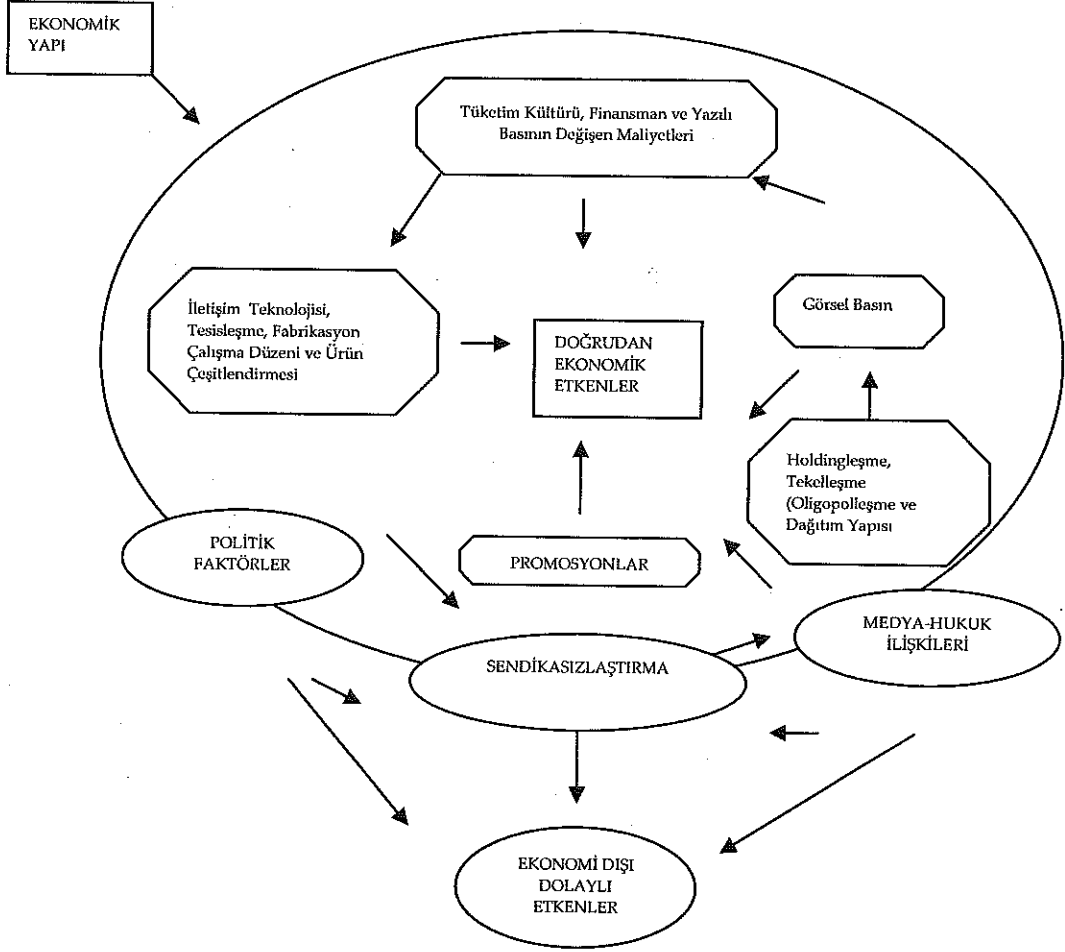 EKONOMİK
YAPI
Tüketim Kültürü, Finansman ve Yazılı
Basının Değişen Maliyetleri
İletişim Teknolojisi,
Tesisleşme, Fabrikasyon
Çalışma Düzeni ve Ürün
Çeşitlendirmesi
DOĞRUDAN
EKONOMİK
ETKENLER
Görsel Basın
Holdingleşme,
Tekelleşme
(Oligopolleşme ve
Dağıtım Yapısı
POLİTİK
FAKTÖRLER
PROMOSYONLAR
MEDYA-HUKUK
İLİŞKİLERİ
SENDİKASIZLAŞTIRMA
EKONOMİ DIŞI
DOLAYLI
ETKENLER